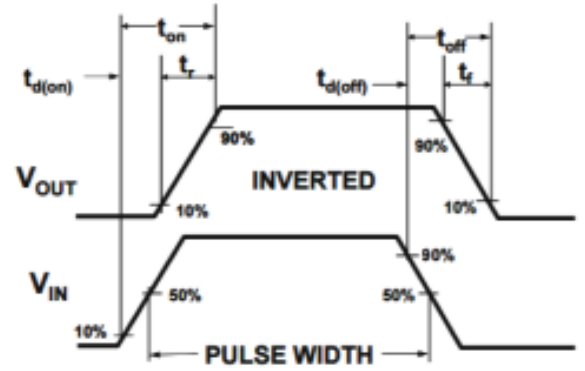 t_on t_off
t_d(on) t_r t_d(off) t_f
90% 90%
V_OUT INVERTED
10% 10%
90%
V_IN 50% 50%
10%
PULSE WIDTH